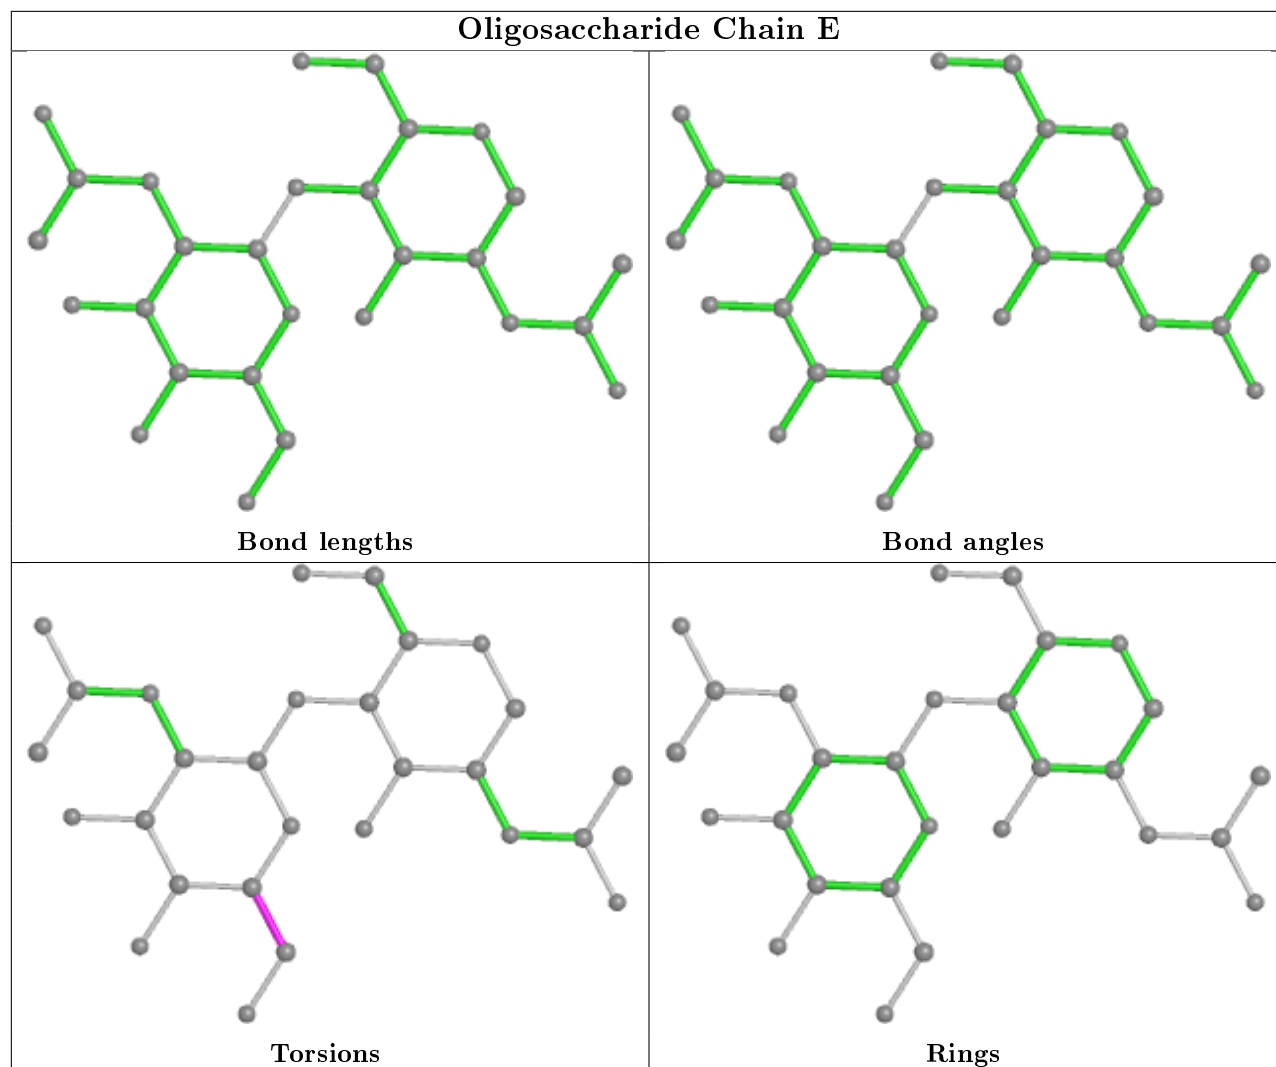 Oligosaccharide Chain E
Bond lengths
Bond angles
Torsions
Rings